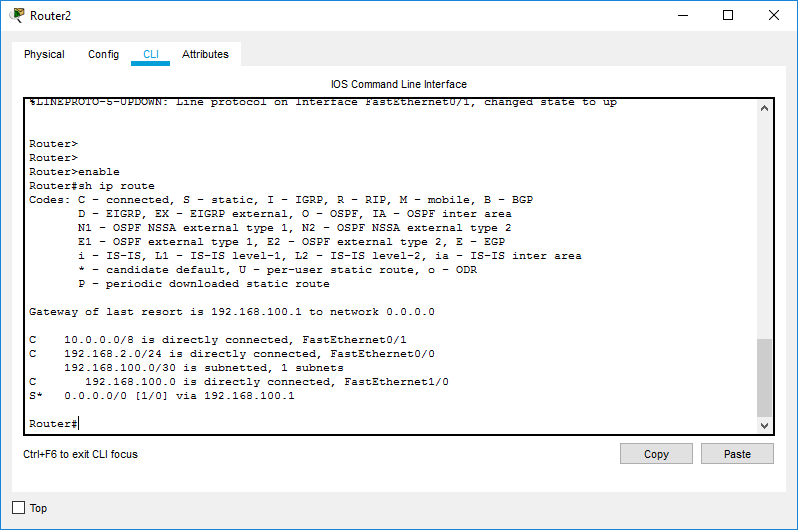 Router2
Physical Config CLI Attributes
IOS Command Line Interface
%LINEPROTO-5-UPDOWN: Line protocol on Interface FastEthernet0/1, changed state to up
Router>
Router>
Router>enable
Router#sh ip route
Codes: C - connected, S - static, I - IGRP, R - RIP, M - mobile, B - BGP
D - EIGRP, EX - EIGRP external, O - OSPF, IA - OSPF inter area
N1 - OSPF NSSA external type 1, N2 - OSPF NSSA external type 2
E1 - OSPF external type 1, E2 - OSPF external type 2, E - EGP
i - IS-IS, L1 - IS-IS level-1, L2 - IS-IS level-2, ia - IS-IS inter area
* - candidate default, U - per-user static route, o - ODR
P - periodic downloaded static route
Gateway of last resort is 192.168.100.1 to network 0.0.0.0
C    10.0.0.0/8 is directly connected, FastEthernet0/1
C    192.168.2.0/24 is directly connected, FastEthernet0/0
192.168.100.0/30 is subnetted, 1 subnets
C       192.168.100.0 is directly connected, FastEthernet1/0
S*   0.0.0.0/0 [1/0] via 192.168.100.1
Router#
Ctrl+F6 to exit CLI focus
Copy Paste
Top